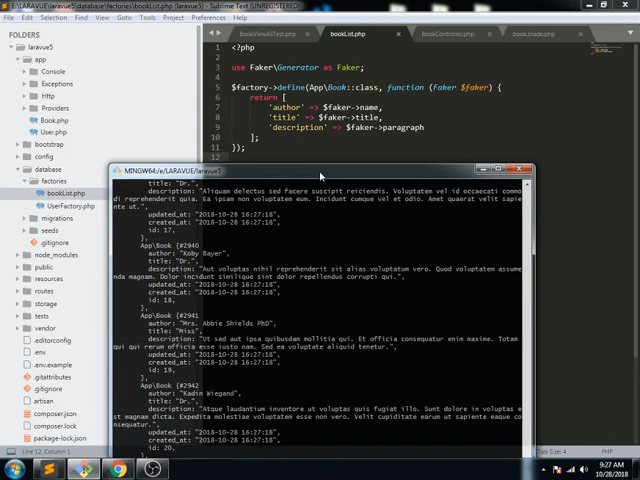 E:\LARAVUE\laravue5\database\factories\bookList.php (laravue5) - Sublime Text (UNREGISTERED)
File Edit Selection Find View Goto Tools Project Preferences Help
FOLDERS
laravue5
app
Console
Exceptions
Http
Providers
Book.php
User.php
bootstrap
config
database
factories
bookList.php
UserFactory.php
migrations
seeds
.gitignore
node_modules
public
resources
routes
storage
tests
vendor
.editorconfig
.env
.env.example
.gitattributes
.gitignore
artisan
composer.json
composer.lock
package-lock.json
BookViewAllTest.php
bookList.php
BookController.php
book.blade.php
1 <?php
2
3 use Faker\Generator as Faker;
4
5 $factory->define(App\Book::class, function (Faker $faker) {
6 return [
7 'author' => $faker->name,
8 'title' => $faker->title,
9 'description' => $faker->paragraph
10 ];
11 });
12
MINGW64:/e/LARAVUE/laravue5
title: "Dr.",
description: "Aliquam delectus sed facere suscipit reiciendis. Voluptatem vel id occaecati commo
di reprehenderit quia. Ea ipsam non voluptatem eum. Incidunt cumque vel et odio. Amet quaerat velit sapien
te ut.",
updated_at: "2018-10-28 16:27:18",
created_at: "2018-10-28 16:27:18",
id: 17,
},
App\Book {#2940
author: "Koby Bayer",
title: "Dr.",
description: "Aut voluptas nihil reprehenderit sit alias voluptatum vero. Quod voluptatem assume
nda magnam. Dolor incidunt similique sint dolor repellendus corrupti qui.",
updated_at: "2018-10-28 16:27:18",
created_at: "2018-10-28 16:27:18",
id: 18,
},
App\Book {#2941
author: "Mrs. Abbie Shields PhD",
title: "Miss",
description: "Ut sed aut ipsa quibusdam mollitia qui. Et officia consequatur enim maxime. Totam
qui qui rerum officia esse iusto nam. Sed ea voluptate aliquid tenetur.",
updated_at: "2018-10-28 16:27:18",
created_at: "2018-10-28 16:27:18",
id: 19,
},
App\Book {#2942
author: "Kadin Wiegand",
title: "Dr.",
description: "Atque laudantium inventore ut voluptas quis fugiat illo. Sunt dolore in voluptas e
st magnam dicta. Expedita molestiae voluptatem esse non vero. Velit cupiditate earum ut sapiente eaque co
nsequatur.",
updated_at: "2018-10-28 16:27:18",
created_at: "2018-10-28 16:27:18",
id: 20,
},
Line 12, Column 1
Tab Size: 4
PHP
9:27 AM
10/28/2018